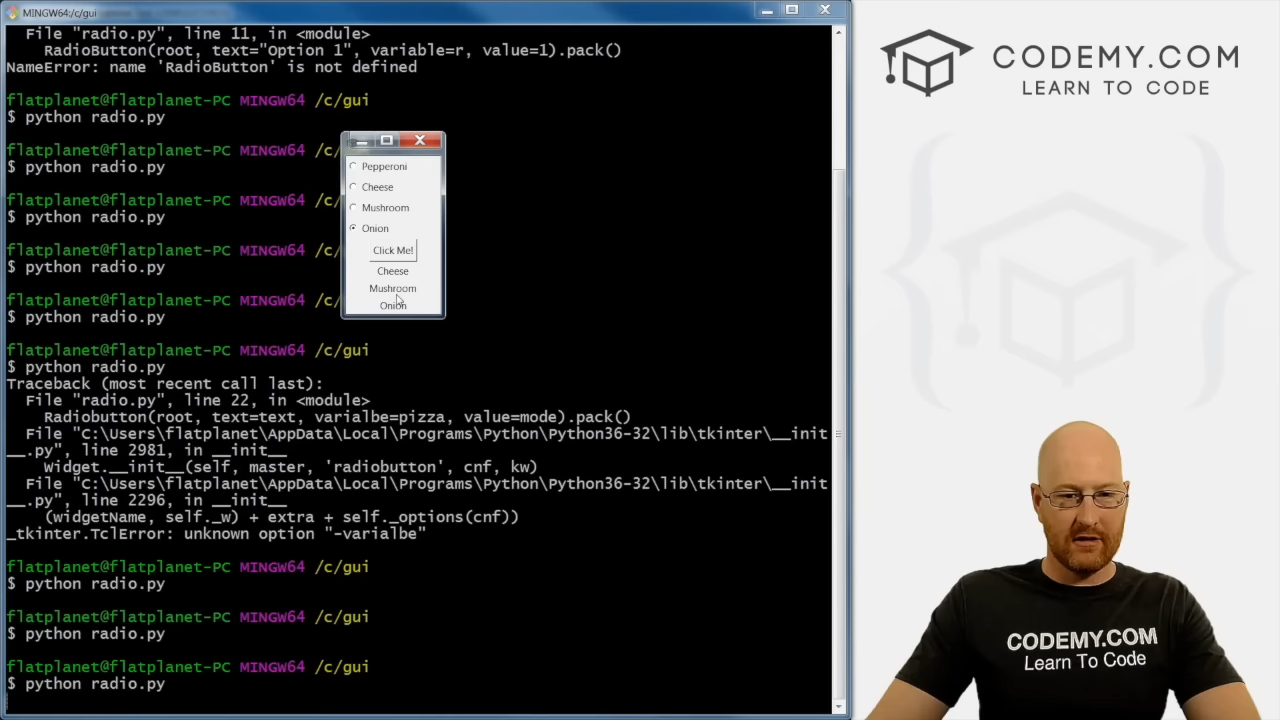 MINGW64:/c/gui
File "radio.py", line 11, in <module>
RadioButton(root, text="Option 1", variable=r, value=1).pack()
NameError: name 'RadioButton' is not defined
flatplanet@flatplanet-PC MINGW64 /c/gui
$ python radio.py
flatplanet@flatplanet-PC MINGW64 /c/
$ python radio.py
flatplanet@flatplanet-PC MINGW64 /c/
$ python radio.py
flatplanet@flatplanet-PC MINGW64 /c/
$ python radio.py
flatplanet@flatplanet-PC MINGW64 /c/
$ python radio.py
flatplanet@flatplanet-PC MINGW64 /c/gui
$ python radio.py
Traceback (most recent call last):
File "radio.py", line 22, in <module>
Radiobutton(root, text=text, varialbe=pizza, value=mode).pack()
File "C:\Users\flatplanet\AppData\Local\Programs\Python\Python36-32\lib\tkinter\__init
__.py", line 2981, in __init__
Widget.__init__(self, master, 'radiobutton', cnf, kw)
File "C:\Users\flatplanet\AppData\Local\Programs\Python\Python36-32\lib\tkinter\__init
__.py", line 2296, in __init__
(widgetName, self._w) + extra + self._options(cnf))
_tkinter.TclError: unknown option "-varialbe"
flatplanet@flatplanet-PC MINGW64 /c/gui
$ python radio.py
flatplanet@flatplanet-PC MINGW64 /c/gui
$ python radio.py
flatplanet@flatplanet-PC MINGW64 /c/gui
$ python radio.py
Pepperoni
Cheese
Mushroom
Onion
Click Me!
Cheese
Mushroom
Onion
CODEMY.COM
LEARN TO CODE
CODEMY.COM
Learn To Code